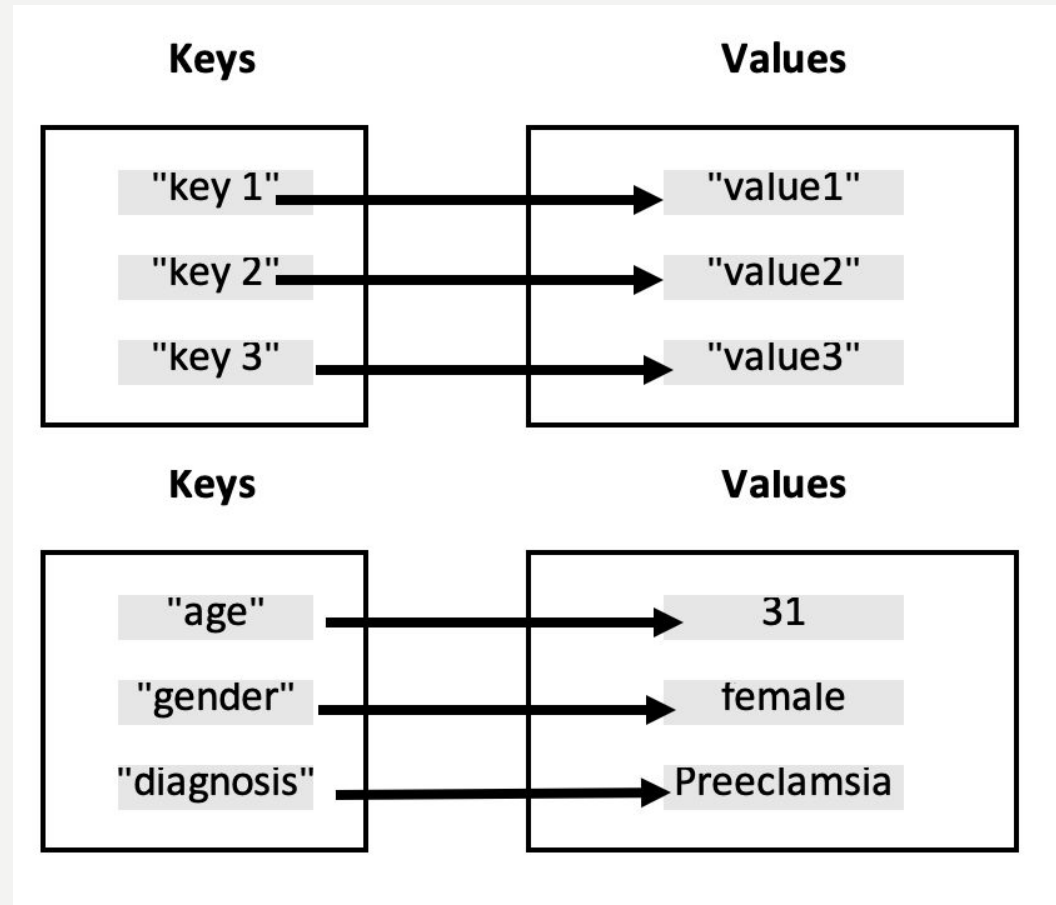 Keys Values
"key 1" "value1"
"key 2" "value2"
"key 3" "value3"
Keys Values
"age" 31
"gender" female
"diagnosis" Preeclamsia